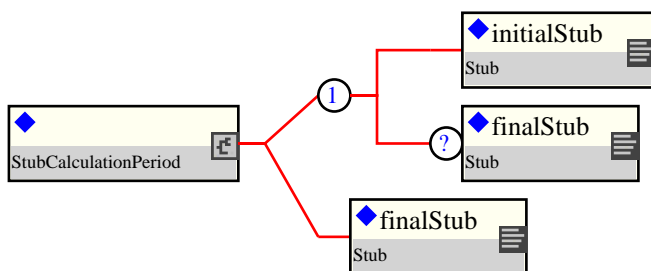 initialStub
Stub
1
StubCalculationPeriod
?
finalStub
Stub
finalStub
Stub